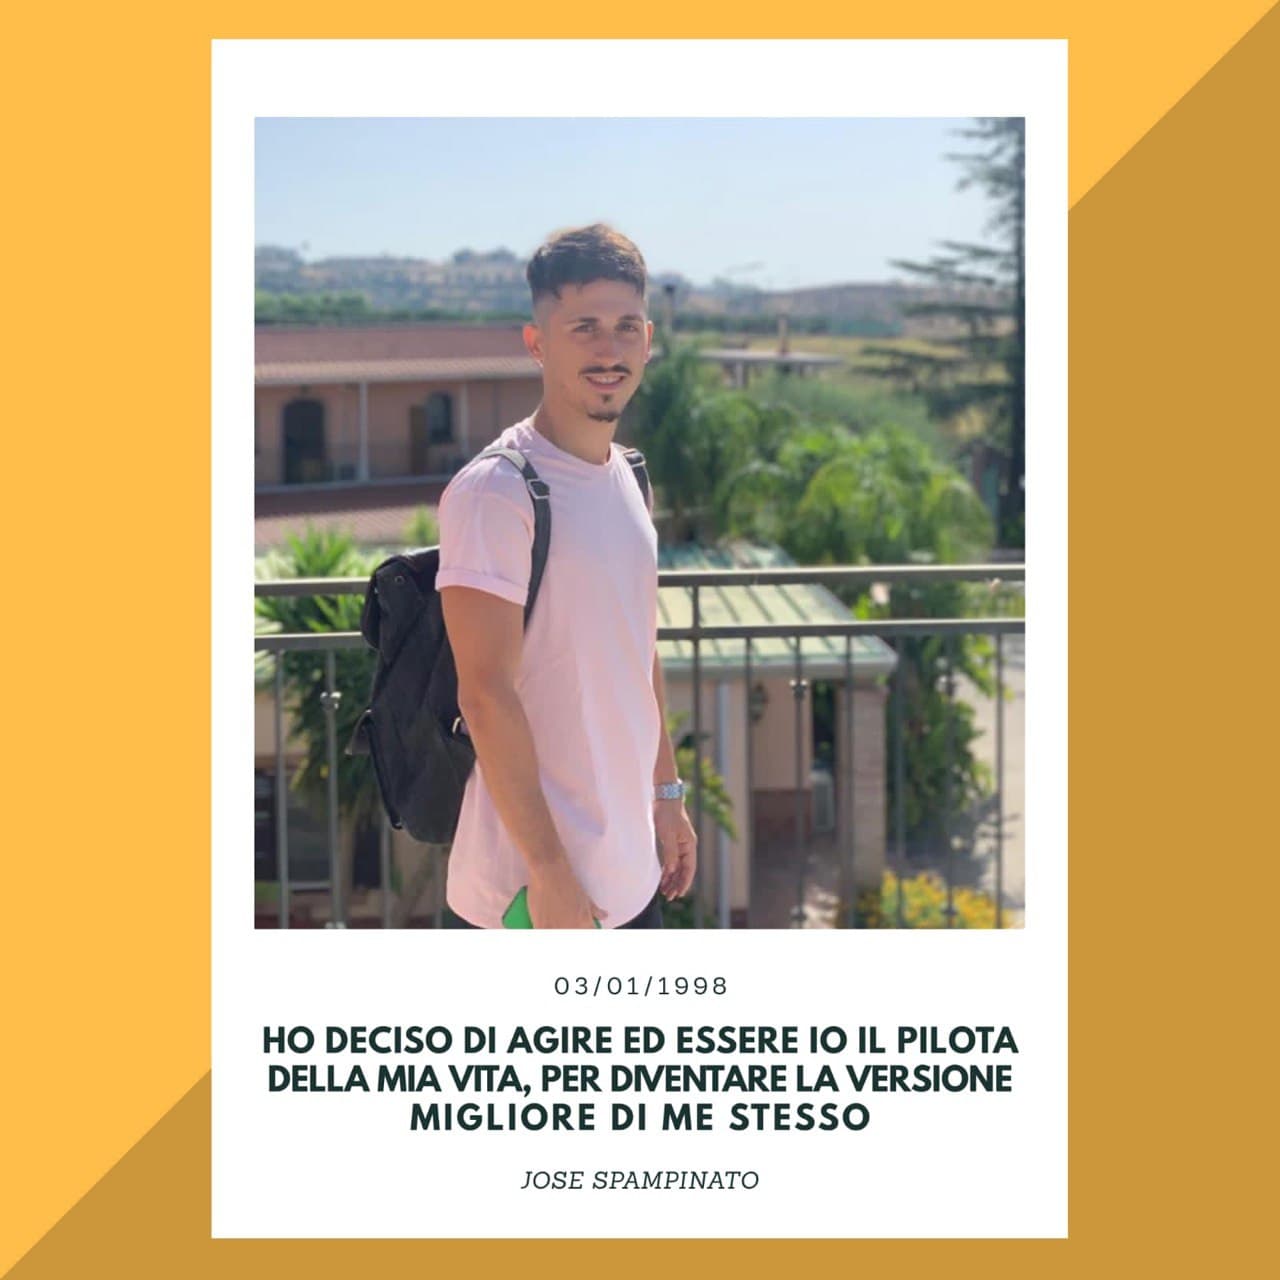 03/01/1998
HO DECISO DI AGIRE ED ESSERE IO IL PILOTA
DELLA MIA VITA, PER DIVENTARE LA VERSIONE
MIGLIORE DI ME STESSO
JOSE SPAMPINATO